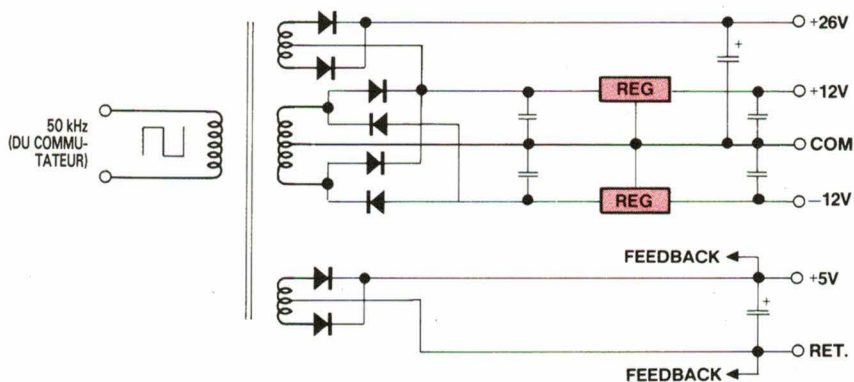 +26V
+12V
REG
50 kHz
(DU COMMU-
TATEUR)
COM
REG
—12V
FEEDBACK
+5V
RET.
FEEDBACK
+
+